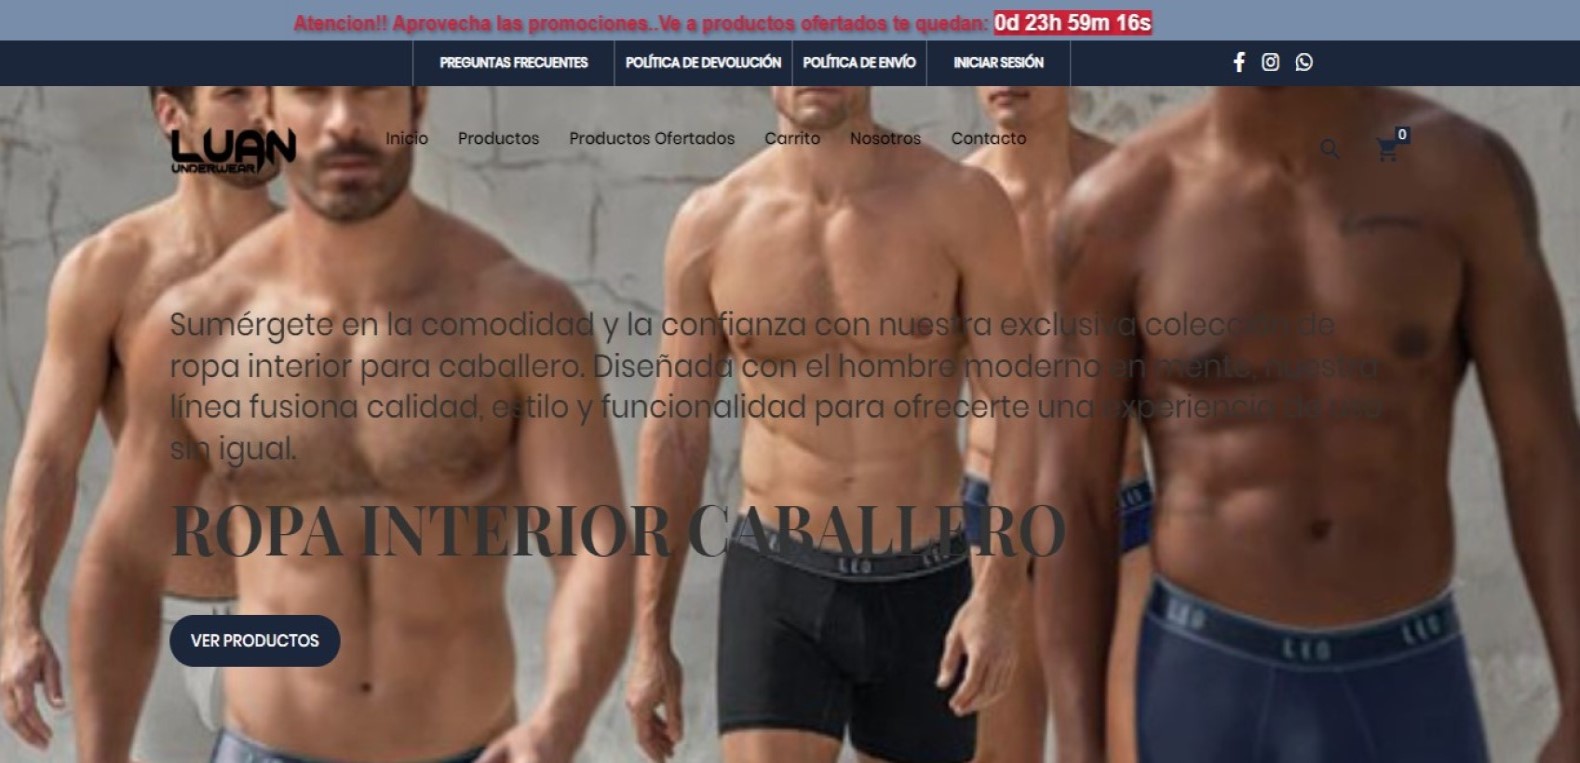 Atencion!! Aprovecha las promociones..Ve a productos ofertados te quedan: 0d 23h 59m 16s
PREGUNTAS FRECUENTES POLÍTICA DE DEVOLUCIÓN POLÍTICA DE ENVÍO INICIAR SESIÓN
LUAN
UNDERWEAR
Inicio Productos Productos Ofertados Carrito Nosotros Contacto
0
Sumérgete en la comodidad y la confianza con nuestra exclusiva colección de
ropa interior para caballero. Diseñada con el hombre moderno en mente, nuestra
línea fusiona calidad, estilo y funcionalidad para ofrecerte una experiencia de uso
sin igual.
ROPA INTERIOR CABALLERO
LEO
LEO LEO LEO
VER PRODUCTOS